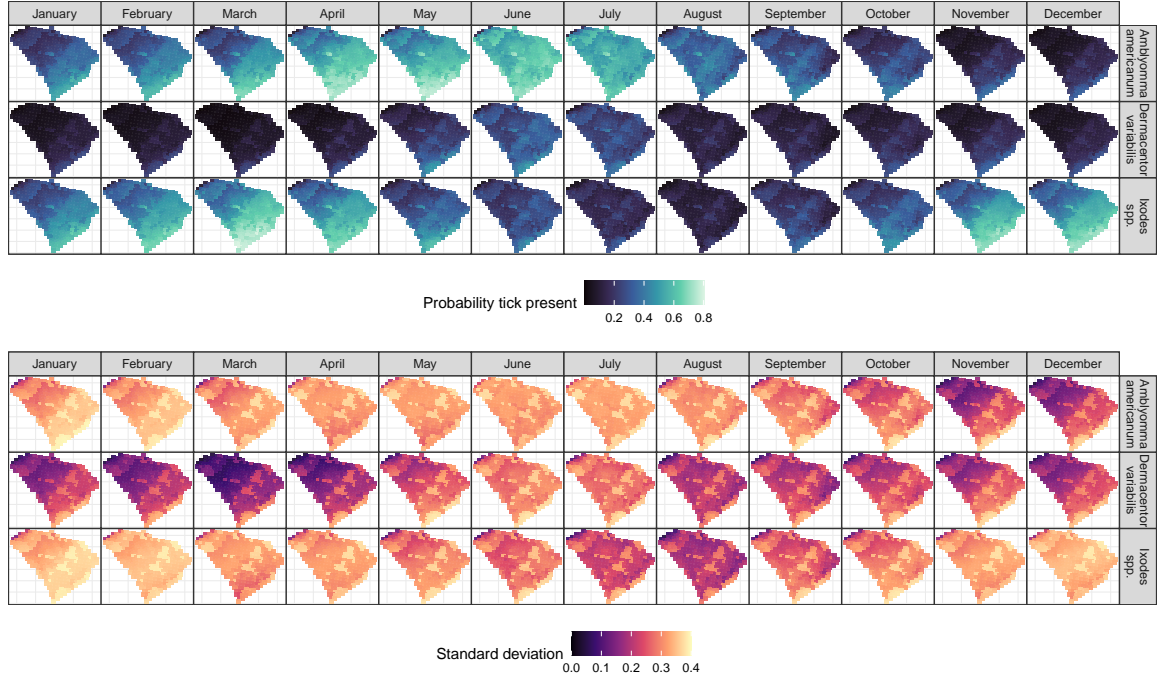 January February March April May June July August September October November December
Amblyomma
americanum
Dermacentor
variabilis
Ixodes
spp.
Probability tick present
0.2 0.4 0.6 0.8
January February March April May June July August September October November December
Amblyomma
americanum
Dermacentor
variabilis
Ixodes
spp.
Standard deviation
0.0 0.1 0.2 0.3 0.4